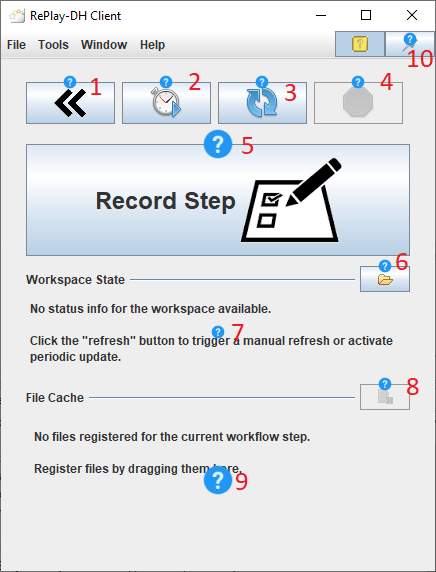 RePlay-DH Client
File Tools Window Help
?
?
10
?
1
?
2
?
3
?
4
?
5
Record Step
?
6
Workspace State
No status info for the workspace available.
?
7
Click the "refresh" button to trigger a manual refresh or activate
periodic update.
?
8
File Cache
No files registered for the current workflow step.
Register files by dragging them here.
?
9